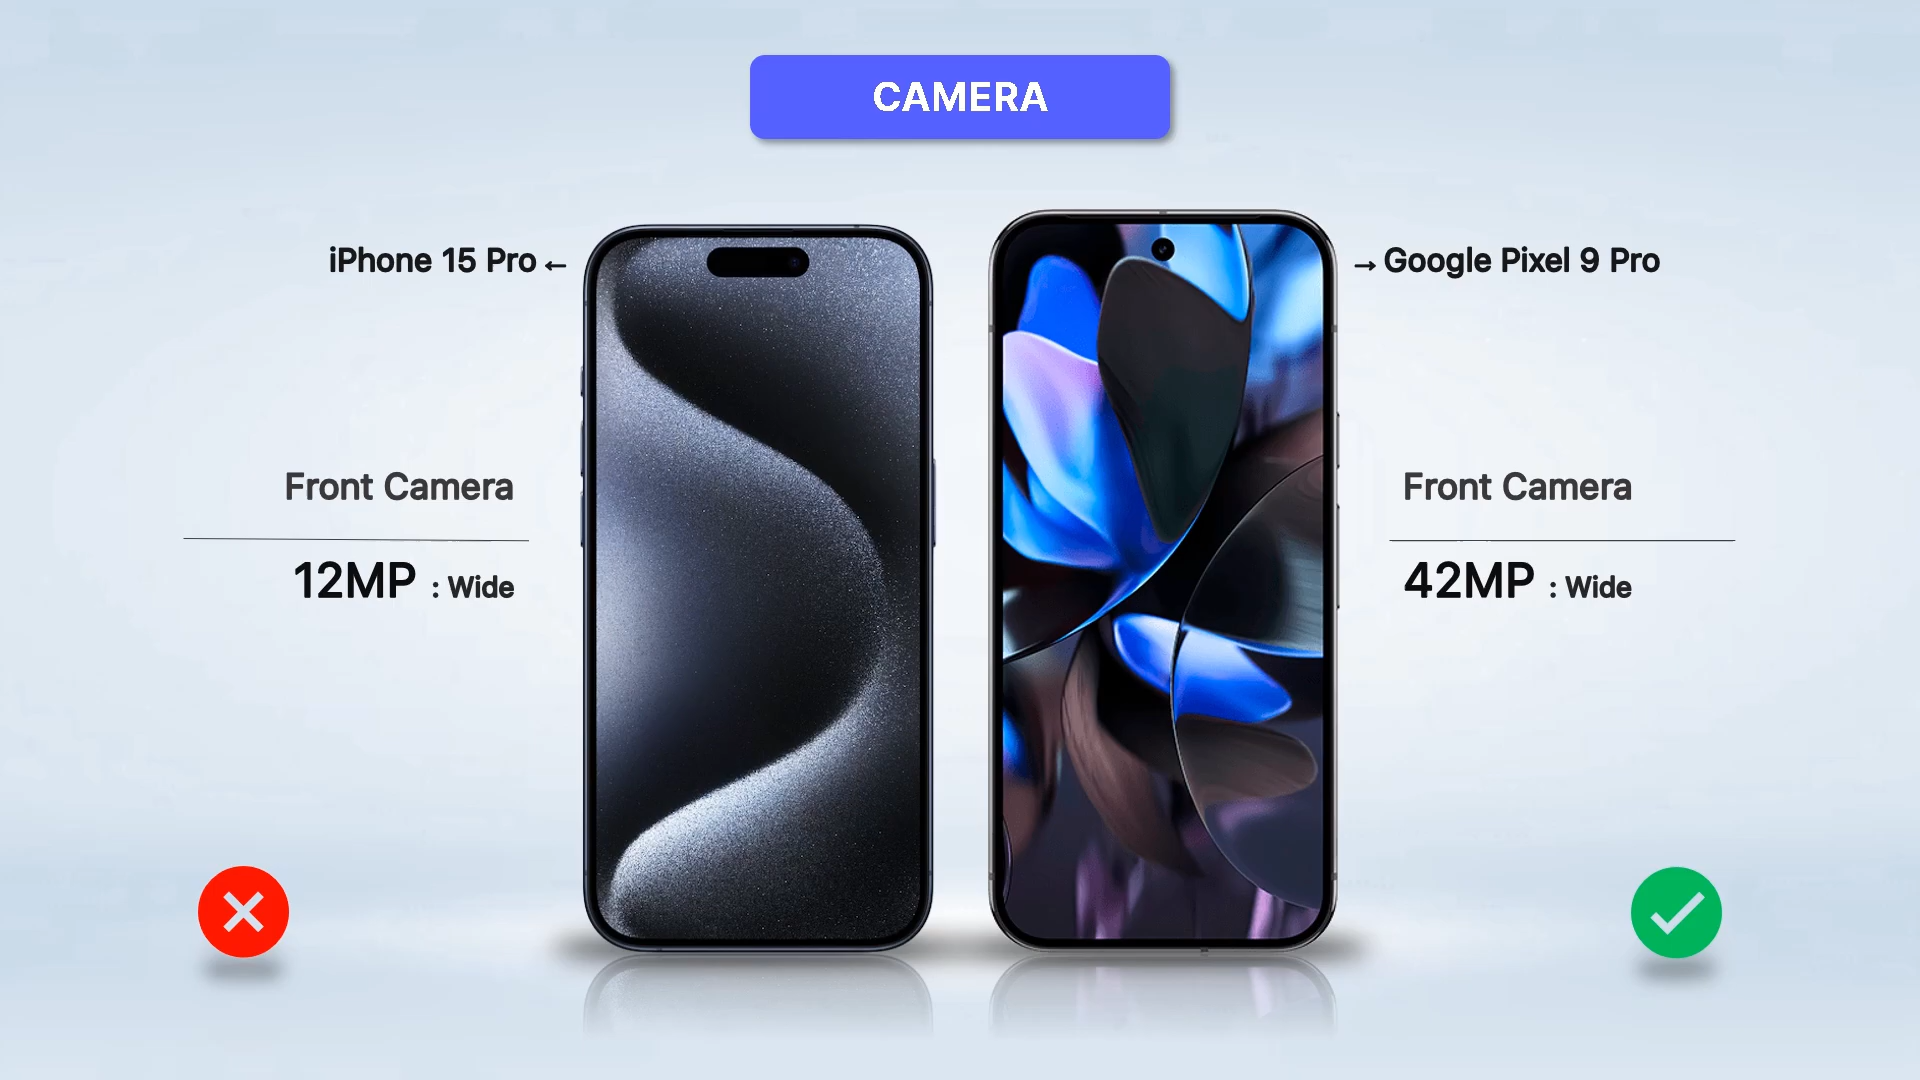 CAMERA
iPhone 15 Pro ←
→ Google Pixel 9 Pro
Front Camera
12MP : Wide
Front Camera
42MP : Wide